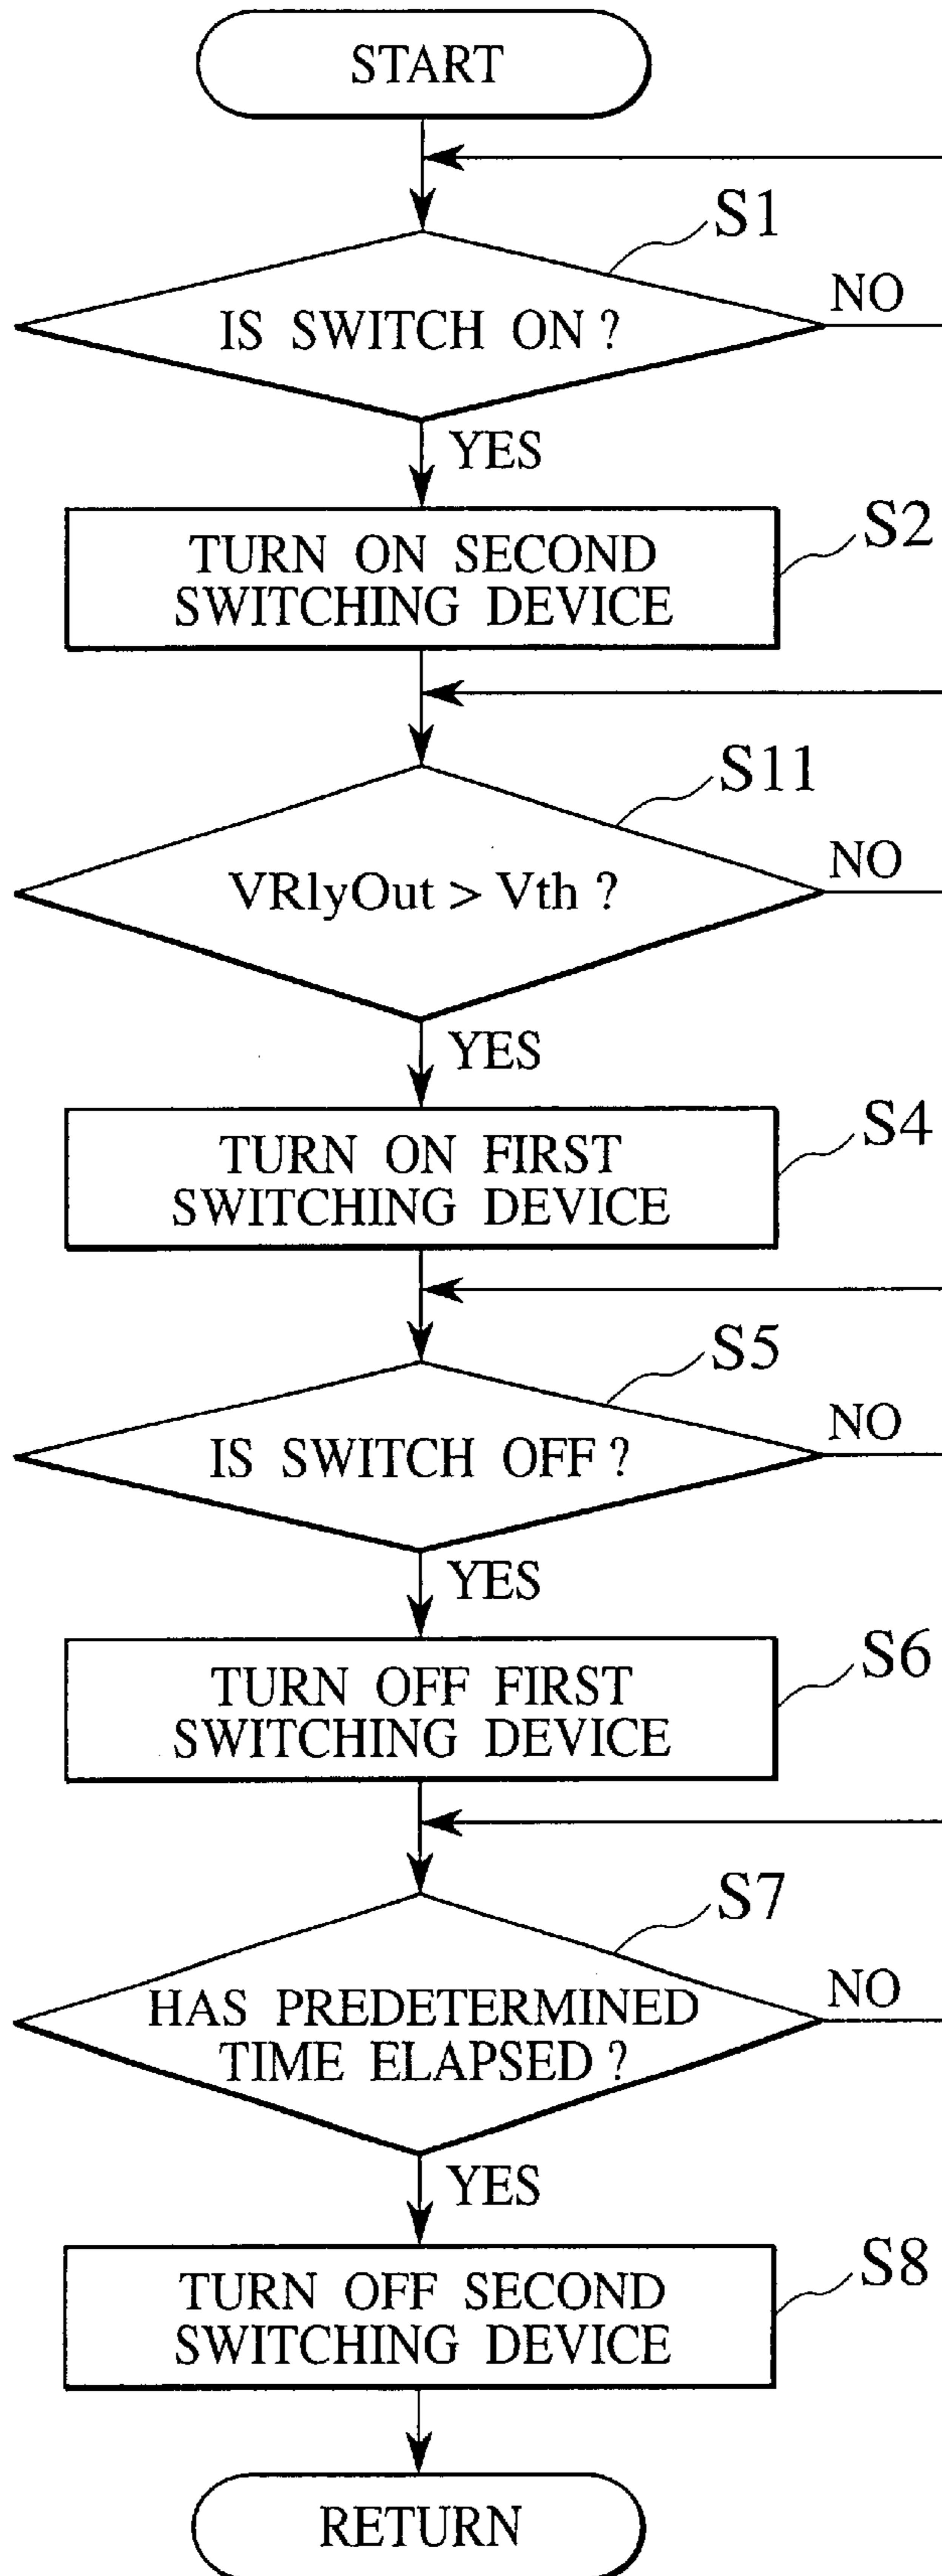 START
S1
IS SWITCH ON ?
NO
YES
S2
TURN ON SECOND
SWITCHING DEVICE
S11
VRlyOut > Vth ?
NO
YES
S4
TURN ON FIRST
SWITCHING DEVICE
S5
IS SWITCH OFF ?
NO
YES
S6
TURN OFF FIRST
SWITCHING DEVICE
S7
HAS PREDETERMINED
TIME ELAPSED ?
NO
YES
S8
TURN OFF SECOND
SWITCHING DEVICE
RETURN